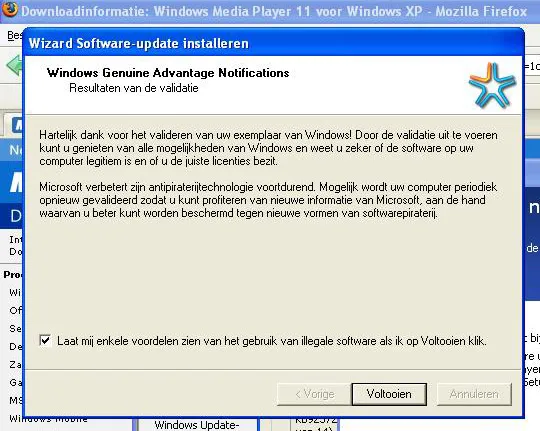 Downloadinformatie: Windows Media Player 11 voor Windows XP - Mozilla Firefox
Wizard Software-update installeren
Windows Genuine Advantage Notifications
Resultaten van de validatie
Hartelijk dank voor het valideren van uw exemplaar van Windows! Door de validatie uit te voeren
kunt u genieten van alle mogelijkheden van Windows en weet u zeker of de software op uw
computer legitiem is en of u de juiste licenties bezit.
Microsoft verbetert zijn antipiraterijtechnologie voortdurend. Mogelijk wordt uw computer periodiek
opnieuw gevalideerd zodat u kunt profiteren van nieuwe informatie van Microsoft, aan de hand
waarvan u beter kunt worden beschermd tegen nieuwe vormen van softwarepiraterij.
Laat mij enkele voordelen zien van het gebruik van illegale software als ik op Voltooien klik.
< Vorige
Voltooien
Annuleren
Windows Mobile
Windows Update-